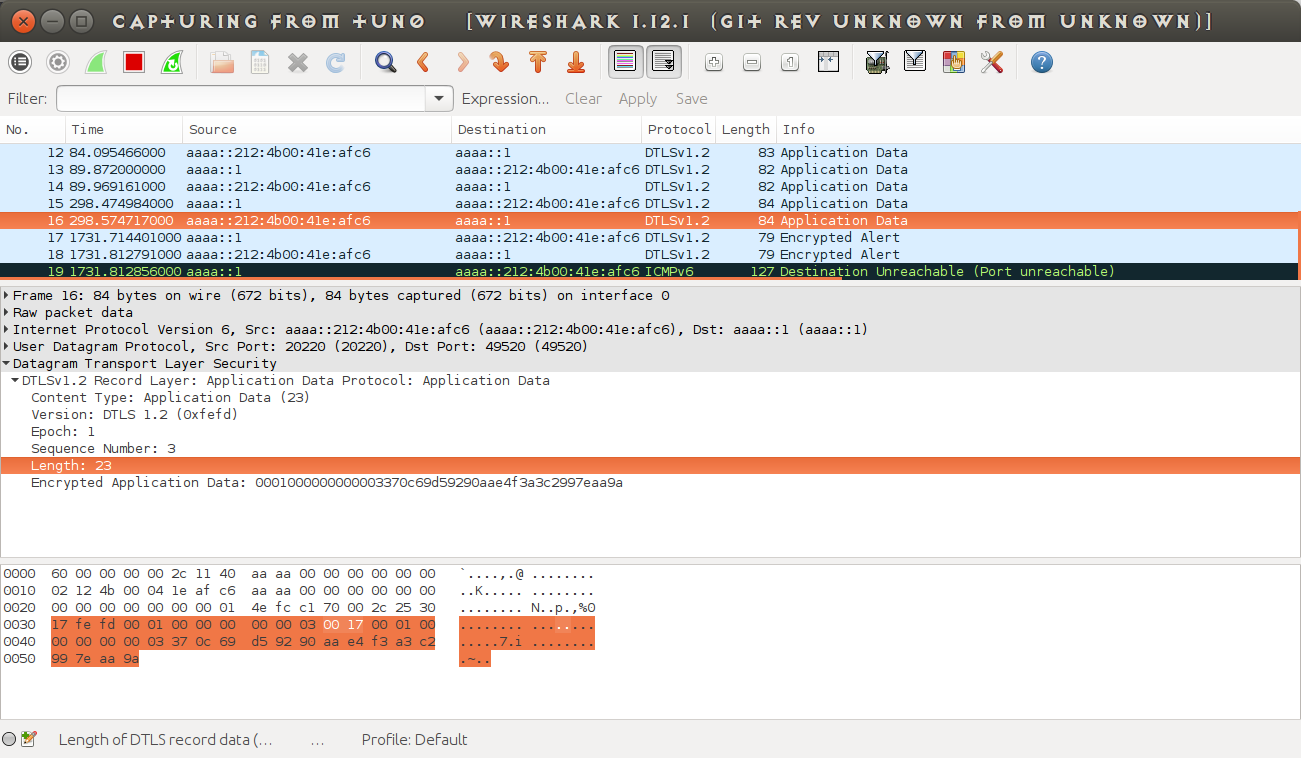 CAPTURING FROM TUN0 [WIRESHARK 1.12.1 (GIT REV UNKNOWN FROM UNKNOWN)]
Filter: Expression... Clear Apply Save
No. Time Source Destination Protocol Length Info
12 84.095466000 aaaa::212:4b00:41e:afc6 aaaa::1 DTLSv1.2 83 Application Data
13 89.872000000 aaaa::1 aaaa::212:4b00:41e:afc6 DTLSv1.2 82 Application Data
14 89.969161000 aaaa::212:4b00:41e:afc6 aaaa::1 DTLSv1.2 82 Application Data
15 298.474984000 aaaa::1 aaaa::212:4b00:41e:afc6 DTLSv1.2 84 Application Data
16 298.574717000 aaaa::212:4b00:41e:afc6 aaaa::1 DTLSv1.2 84 Application Data
17 1731.714401000 aaaa::1 aaaa::212:4b00:41e:afc6 DTLSv1.2 79 Encrypted Alert
18 1731.812791000 aaaa::212:4b00:41e:afc6 aaaa::1 DTLSv1.2 79 Encrypted Alert
19 1731.812856000 aaaa::1 aaaa::212:4b00:41e:afc6 ICMPv6 127 Destination Unreachable (Port unreachable)
Frame 16: 84 bytes on wire (672 bits), 84 bytes captured (672 bits) on interface 0
Raw packet data
Internet Protocol Version 6, Src: aaaa::212:4b00:41e:afc6 (aaaa::212:4b00:41e:afc6), Dst: aaaa::1 (aaaa::1)
User Datagram Protocol, Src Port: 20220 (20220), Dst Port: 49520 (49520)
Datagram Transport Layer Security
DTLSv1.2 Record Layer: Application Data Protocol: Application Data
Content Type: Application Data (23)
Version: DTLS 1.2 (0xfefd)
Epoch: 1
Sequence Number: 3
Length: 23
Encrypted Application Data: 0001000000000003370c69d59290aae4f3a3c2997eaa9a
0000 60 00 00 00 00 2c 11 40 aa aa 00 00 00 00 00 00 `....,.@ ........
0010 02 12 4b 00 04 1e af c6 aa aa 00 00 00 00 00 00 ..K..... ........
0020 00 00 00 00 00 00 00 01 4e fc c1 70 00 2c 25 30 ........ N..p.,%0
0030 17 fe fd 00 01 00 00 00 00 00 03 00 17 00 01 00 ........ ........
0040 00 00 00 00 03 37 0c 69 d5 92 90 aa e4 f3 a3 c2 .....7.i ........
0050 99 7e aa 9a .~..
Length of DTLS record data (... ... Profile: Default